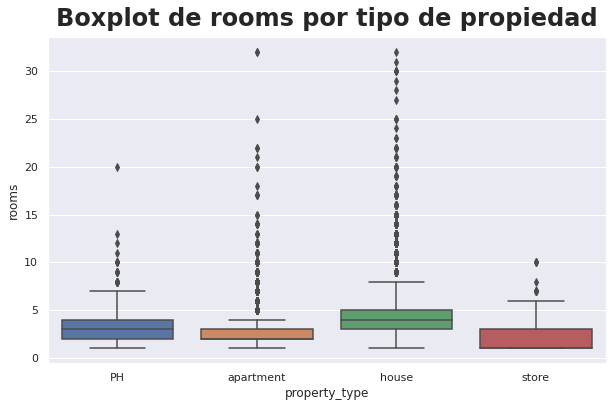 Boxplot de rooms por tipo de propiedad
30
25
20
15
10
5
0
rooms
PH apartment house store
property_type